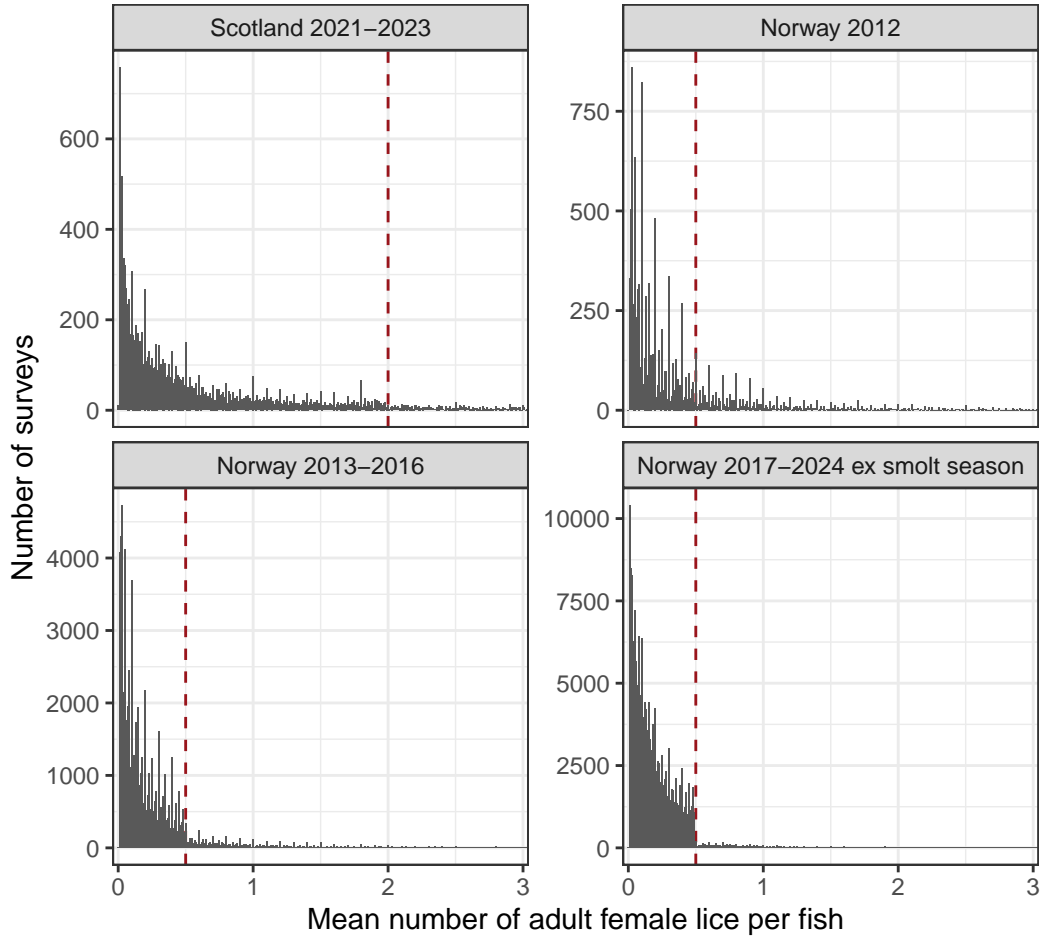 Scotland 2021–2023
Norway 2012
600
400
200
0
750
500
250
0
Number of surveys
Norway 2013–2016
Norway 2017–2024 ex smolt season
4000
3000
2000
1000
0
10000
7500
5000
2500
0
0 1 2 3
0 1 2 3
Mean number of adult female lice per fish